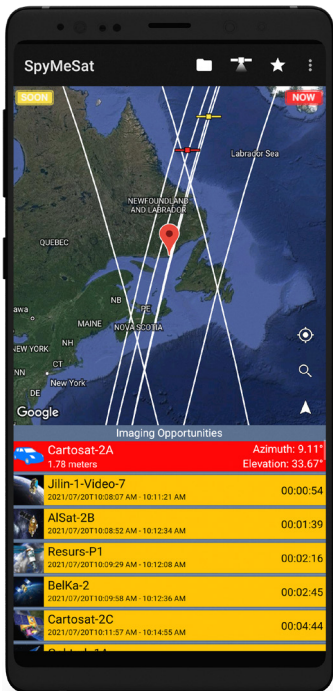 SpyMeSat
SOON
NOW
Labrador Sea
NEWFOUNDLAND
AND LABRADOR
QUEBEC
NB
PE
awa
MAINE
NOVA SCOTIA
NH
NEW YORK
CT
NN
New York
DE
Google
Imaging Opportunities
Cartosat-2A
Azimuth: 9.11°
1.78 meters
Elevation: 33.67°
Jilin-1-Video-7
2021/07/20T10:08:07 AM - 10:11:21 AM
00:00:54
AlSat-2B
2021/07/20T10:08:52 AM - 10:12:34 AM
00:01:39
Resurs-P1
2021/07/20T10:09:29 AM - 10:12:08 AM
00:02:16
BelKa-2
2021/07/20T10:09:58 AM - 10:12:36 AM
00:02:45
Cartosat-2C
2021/07/20T10:11:57 AM - 10:14:55 AM
00:04:44